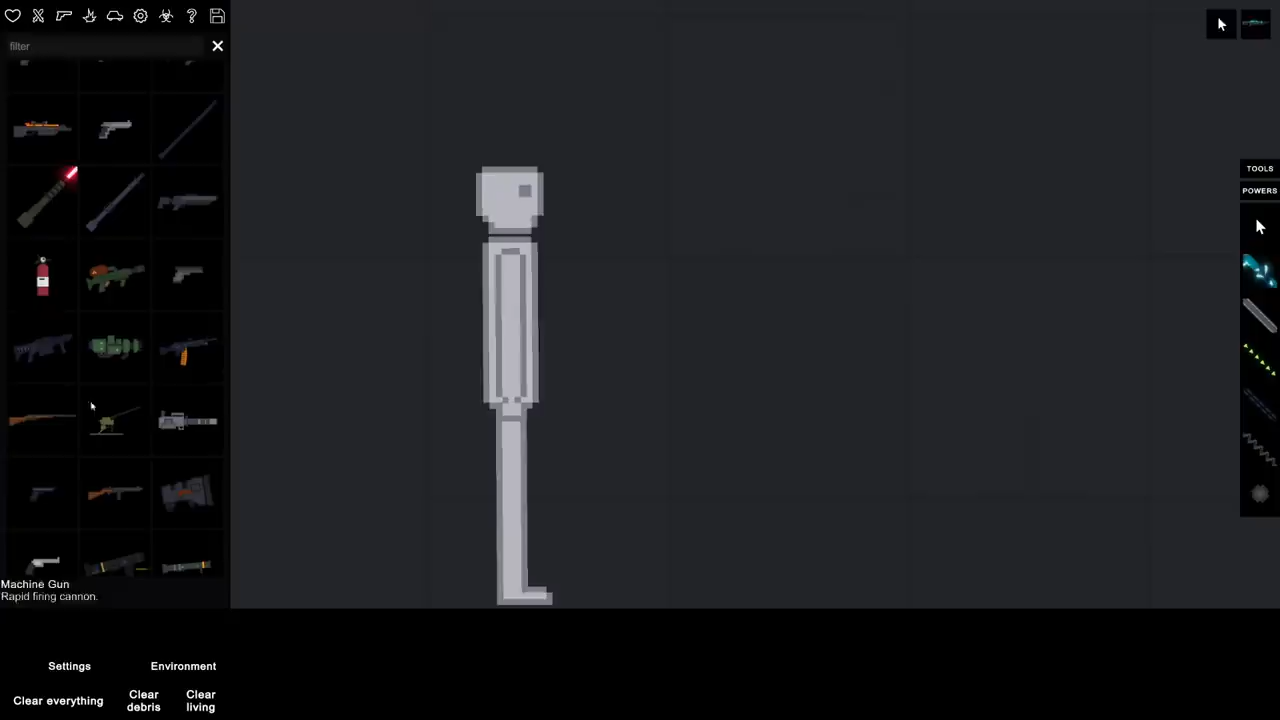 filter
TOOLS
POWERS
Machine Gun
Rapid firing cannon.
Settings
Environment
Clear everything
Clear
debris
Clear
living